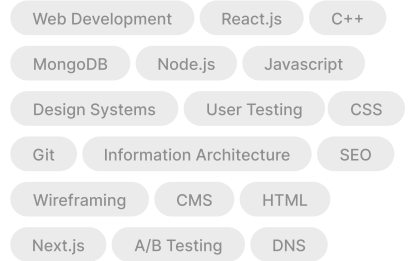 Web Development React.js C++
MongoDB Node.js Javascript
Design Systems User Testing CSS
Git Information Architecture SEO
Wireframing CMS HTML
Next.js A/B Testing DNS